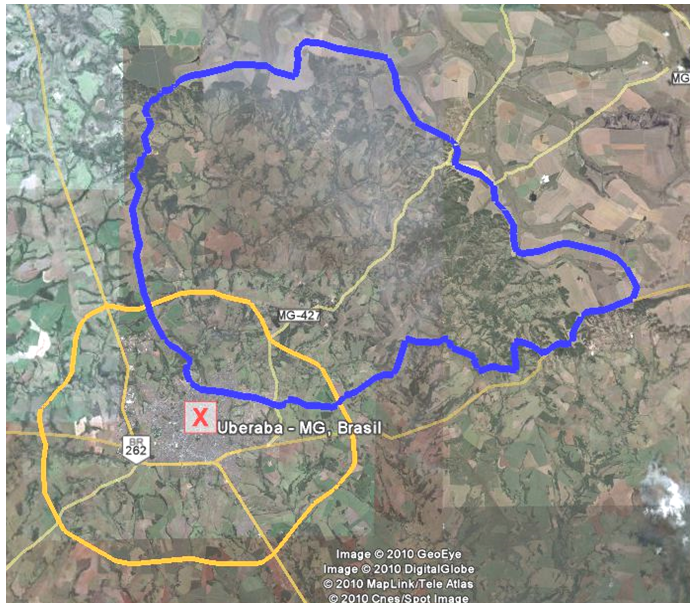 MG
MG-427
X
Uberaba - MG, Brasil
BR
262
Image © 2010 GeoEye
Image © 2010 DigitalGlobe
© 2010 MapLink/Tele Atlas
© 2010 Cnes/Spot Image